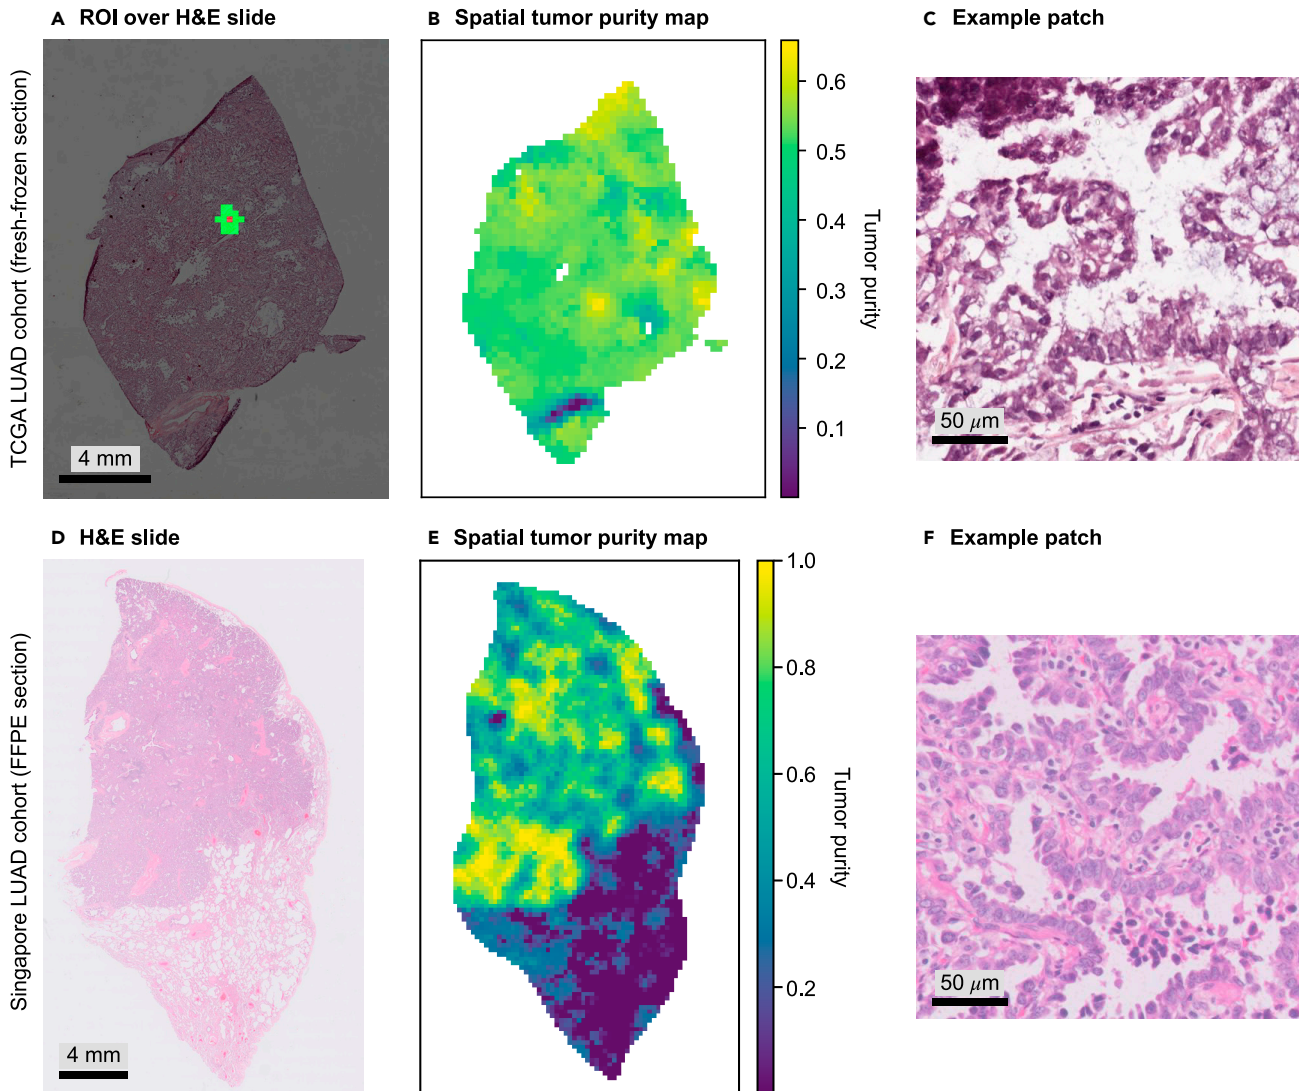 A ROI over H&E slide
B Spatial tumor purity map
C Example patch
TCGA LUAD cohort (fresh-frozen section)
4 mm
0.6
0.5
0.4
0.3
0.2
0.1
Tumor purity
50 μm
D H&E slide
E Spatial tumor purity map
F Example patch
Singapore LUAD cohort (FFPE section)
4 mm
1.0
0.8
0.6
0.4
0.2
Tumor purity
50 μm